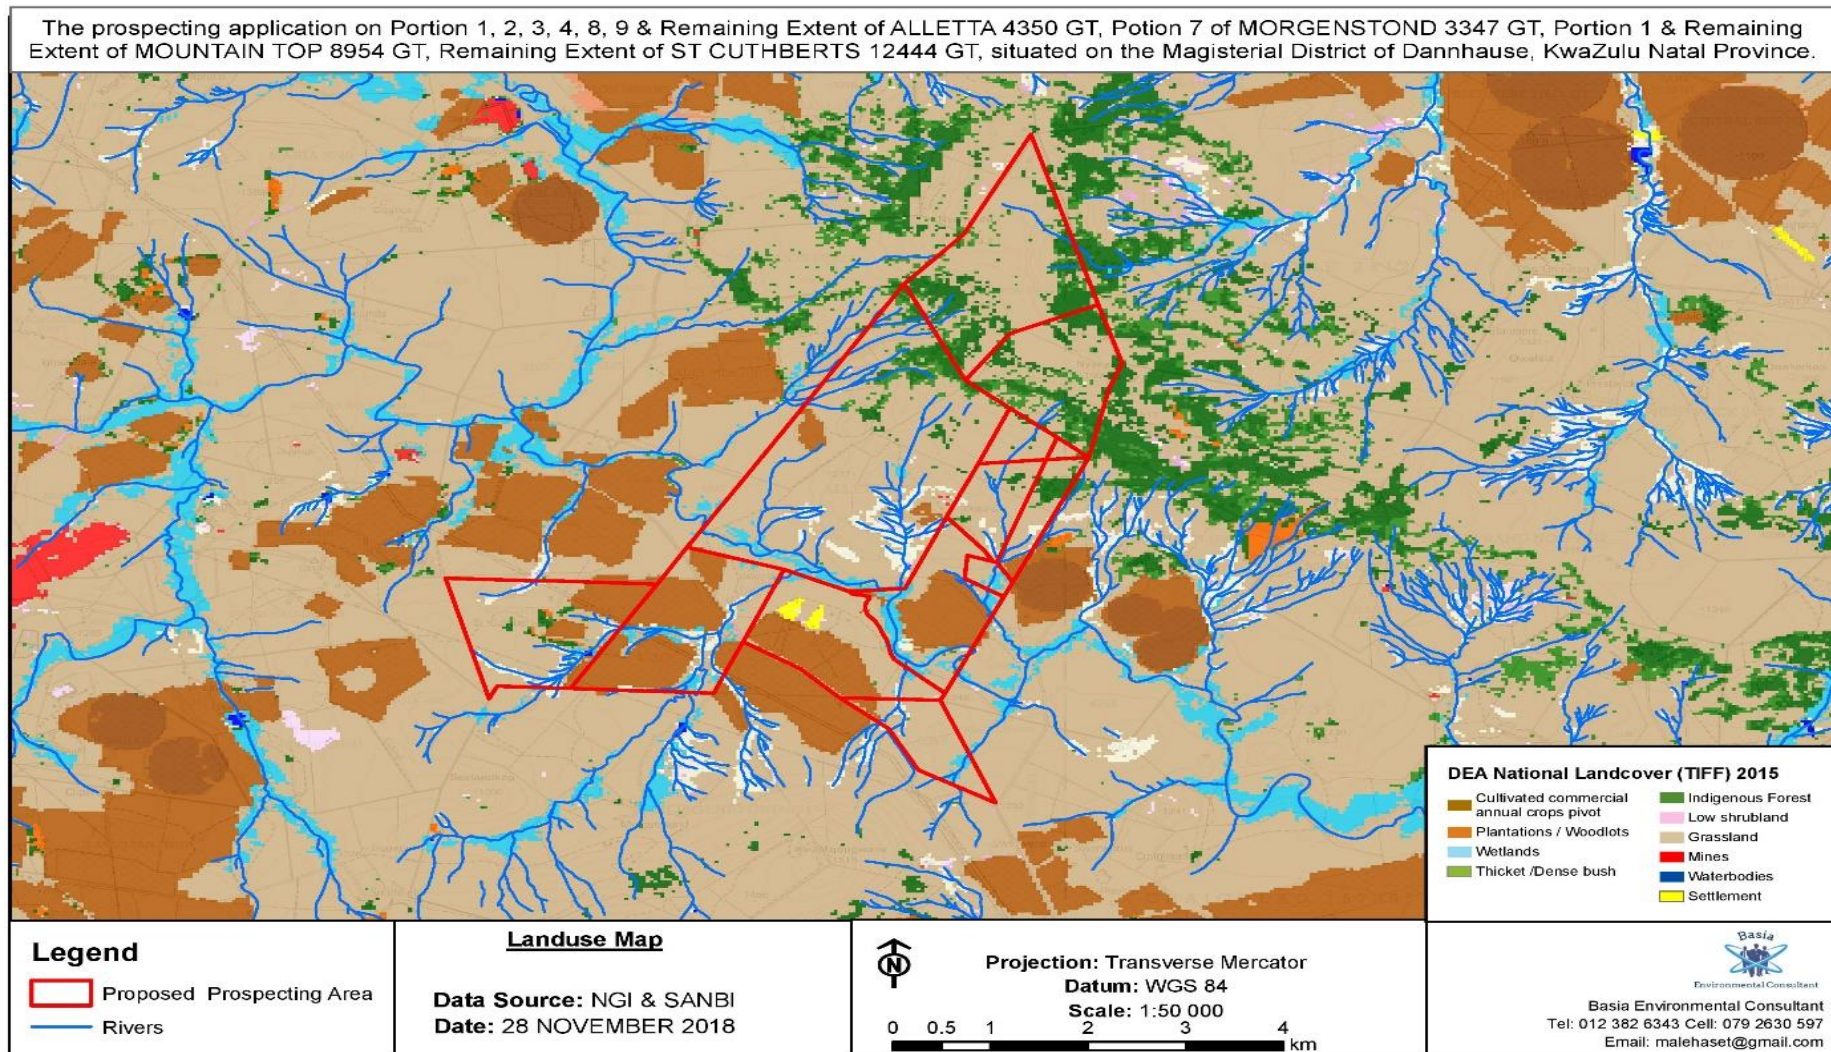 The prospecting application on Portion 1, 2, 3, 4, 8, 9 & Remaining Extent of ALLETTA 4350 GT, Potion 7 of MORGENSTOND 3347 GT, Portion 1 & Remaining
Extent of MOUNTAIN TOP 8954 GT, Remaining Extent of ST CUTHBERTS 12444 GT, situated on the Magisterial District of Dannhause, KwaZulu Natal Province.
DEA National Landcover (TIFF) 2015
Cultivated commercial
annual crops pivot
Plantations / Woodlots
Wetlands
Thicket /Dense bush
Indigenous Forest
Low shrubland
Grassland
Mines
Waterbodies
Settlement
Legend
Proposed Prospecting Area
Rivers
Landuse Map
Data Source: NGI & SANBI
Date: 28 NOVEMBER 2018
N
Projection: Transverse Mercator
Datum: WGS 84
Scale: 1:50 000
0 0.5 1 2 3 4
km
Basia
Environmental Consultant
Basia Environmental Consultant
Tel: 012 382 6343 Cell: 079 2630 597
Email: malehaset@gmail.com